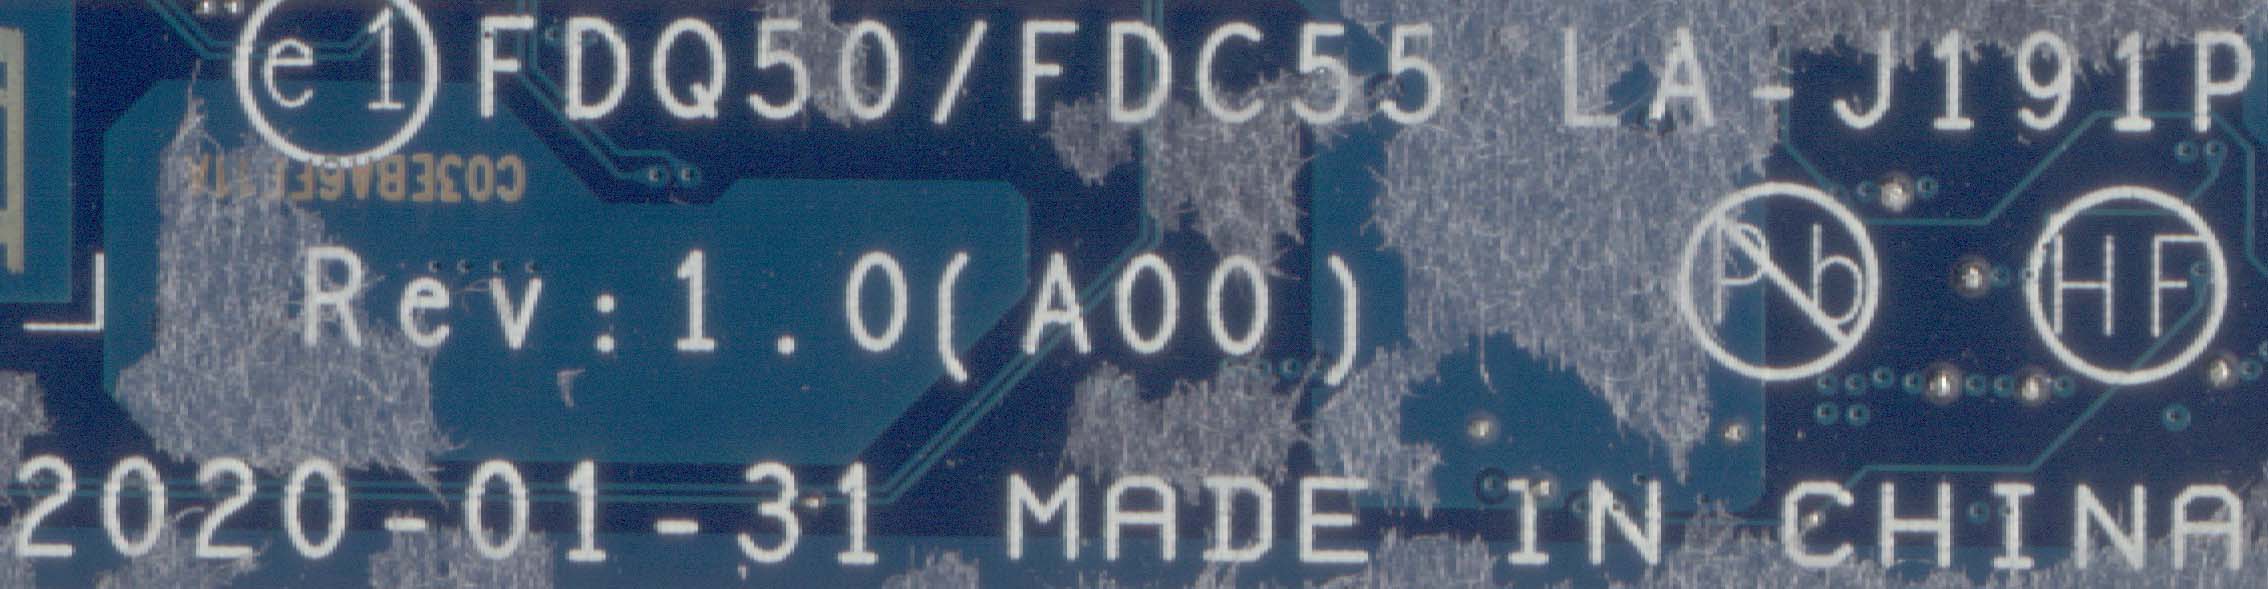 e1 FDQ50/FDC55 LA-J191P
Rev:1.0(A00) Pb HF
2020-01-31 MADE IN CHINA